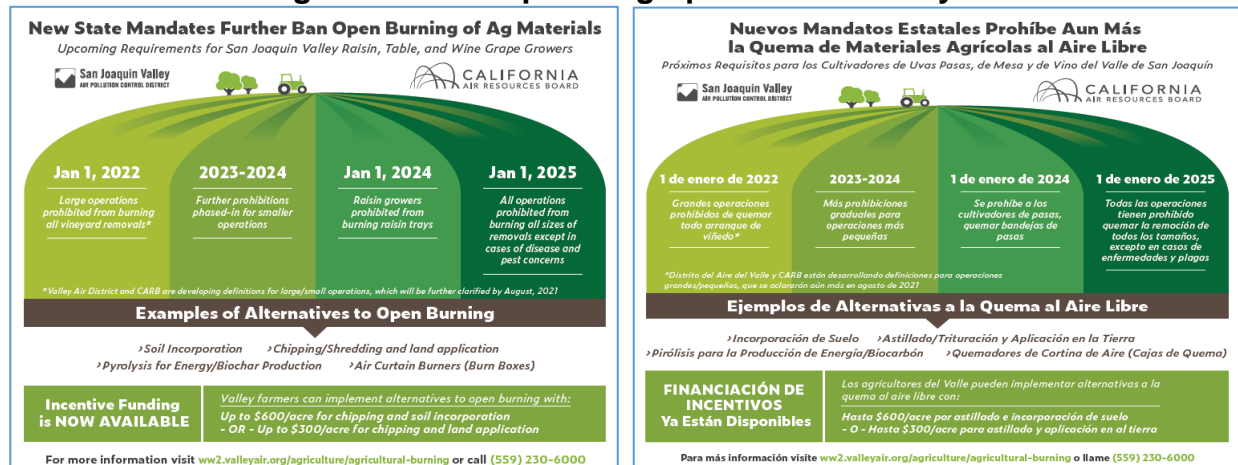 New State Mandates Further Ban Open Burning of Ag Materials
Upcoming Requirements for San Joaquin Valley Raisin, Table, and Wine Grape Growers
San Joaquin Valley
AIR POLLUTION CONTROL DISTRICT
CALIFORNIA
AIR RESOURCES BOARD
Jan 1, 2022
Large operations
prohibited from burning
all vineyard removals*
2023-2024
Further prohibitions
phased-in for smaller
operations
Jan 1, 2024
Raisin growers
prohibited from
burning raisin trays
Jan 1, 2025
All operations
prohibited from
burning all sizes of
removals except in
cases of disease and
pest concerns
*Valley Air District and CARB are developing definitions for large/small operations, which will be further clarified by August, 2021
Examples of Alternatives to Open Burning
›Soil Incorporation ›Chipping/Shredding and land application
›Pyrolysis for Energy/Biochar Production ›Air Curtain Burners (Burn Boxes)
Incentive Funding
is NOW AVAILABLE
Valley farmers can implement alternatives to open burning with:
Up to $600/acre for chipping and soil incorporation
- OR - Up to $300/acre for chipping and land application
For more information visit ww2.valleyair.org/agriculture/agricultural-burning or call (559) 230-6000
Nuevos Mandatos Estatales Prohíbe Aun Más
la Quema de Materiales Agrícolas al Aire Libre
Próximos Requisitos para los Cultivadores de Uvas Pasas, de Mesa y de Vino del Valle de San Joaquín
San Joaquin Valley
AIR POLLUTION CONTROL DISTRICT
CALIFORNIA
AIR RESOURCES BOARD
1 de enero de 2022
Grandes operaciones
prohibidos de quemar
todo arranque de
viñedo*
2023-2024
Más prohibiciones
graduales para
operaciones más
pequeñas
1 de enero de 2024
Se prohíbe a los
cultivadores de pasas,
quemar bandejas de
pasas
1 de enero de 2025
Todas las operaciones
tienen prohibido
quemar la remoción de
todos los tamaños,
excepto en casos de
enfermedades y plagas
*Distrito del Aire del Valle y CARB están desarrollando definiciones para operaciones
grandes/pequeñas, que se aclararán aún más en agosto de 2021
Ejemplos de Alternativas a la Quema al Aire Libre
›Incorporación de Suelo ›Astillado/Trituración y Aplicación en la Tierra
›Pirólisis para la Producción de Energía/Biocarbón ›Quemadores de Cortina de Aire (Cajas de Quema)
FINANCIACIÓN DE
INCENTIVOS
Ya Están Disponibles
Los agricultores del Valle pueden implementar alternativas a la
quema al aire libre con:
Hasta $600/acre por astillado e incorporación de suelo
- O - Hasta $300/acre para astillado y aplicación en al tierra
Para más información visite ww2.valleyair.org/agriculture/agricultural-burning o llame (559) 230-6000